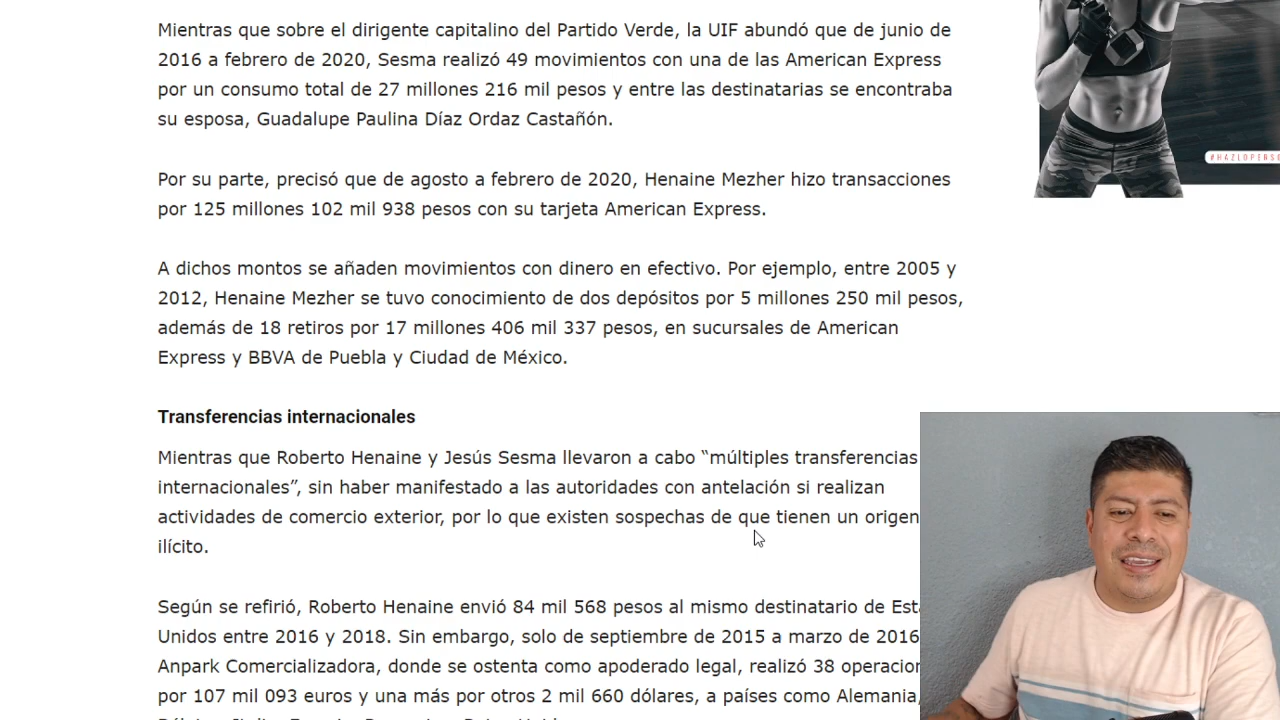 Mientras que sobre el dirigente capitalino del Partido Verde, la UIF abundó que de junio de
2016 a febrero de 2020, Sesma realizó 49 movimientos con una de las American Express
por un consumo total de 27 millones 216 mil pesos y entre las destinatarias se encontraba
su esposa, Guadalupe Paulina Díaz Ordaz Castañón.
Por su parte, precisó que de agosto a febrero de 2020, Henaine Mezher hizo transacciones
por 125 millones 102 mil 938 pesos con su tarjeta American Express.
A dichos montos se añaden movimientos con dinero en efectivo. Por ejemplo, entre 2005 y
2012, Henaine Mezher se tuvo conocimiento de dos depósitos por 5 millones 250 mil pesos,
además de 18 retiros por 17 millones 406 mil 337 pesos, en sucursales de American
Express y BBVA de Puebla y Ciudad de México.
Transferencias internacionales
Mientras que Roberto Henaine y Jesús Sesma llevaron a cabo “múltiples transferencias
internacionales”, sin haber manifestado a las autoridades con antelación si realizan
actividades de comercio exterior, por lo que existen sospechas de que tienen un origen
ilícito.
Según se refirió, Roberto Henaine envió 84 mil 568 pesos al mismo destinatario de
Unidos entre 2016 y 2018. Sin embargo, solo de septiembre de 2015 a marzo de 2016
Anpark Comercializadora, donde se ostenta como apoderado legal, realizó 38
por 107 mil 093 euros y una más por otros 2 mil 660 dólares, a países como Alemania,